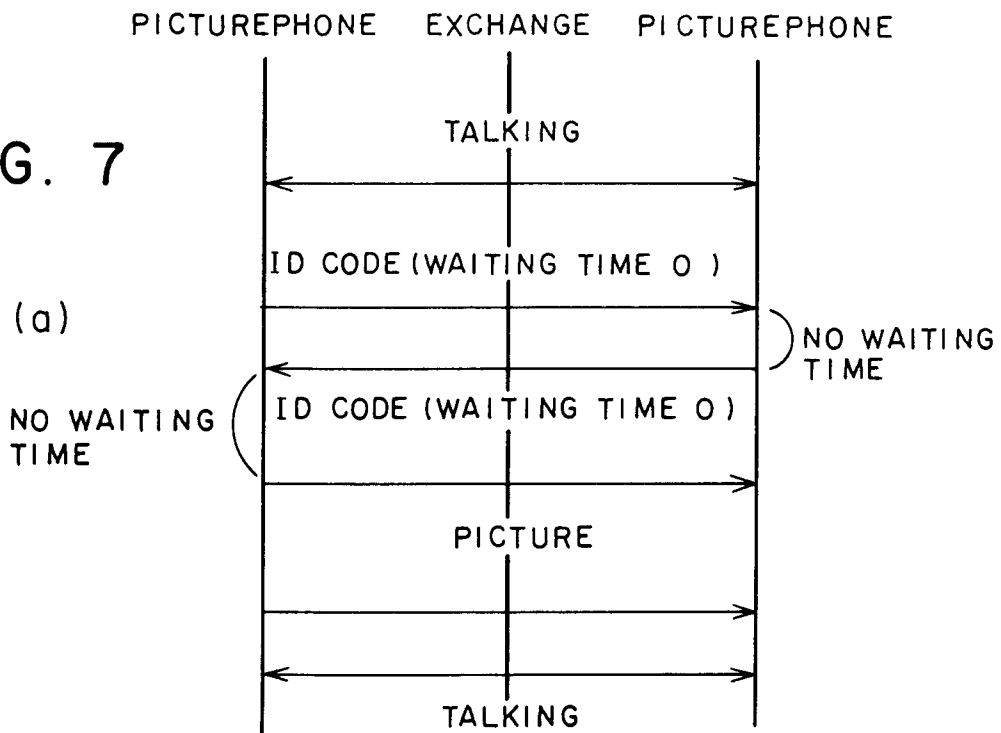 PICTUREPHONE EXCHANGE PICTUREPHONE
TALKING
G. 7
ID CODE (WAITING TIME 0)
(a)
NO WAITING
TIME
ID CODE (WAITING TIME 0)
NO WAITING
TIME
PICTURE
TALKING